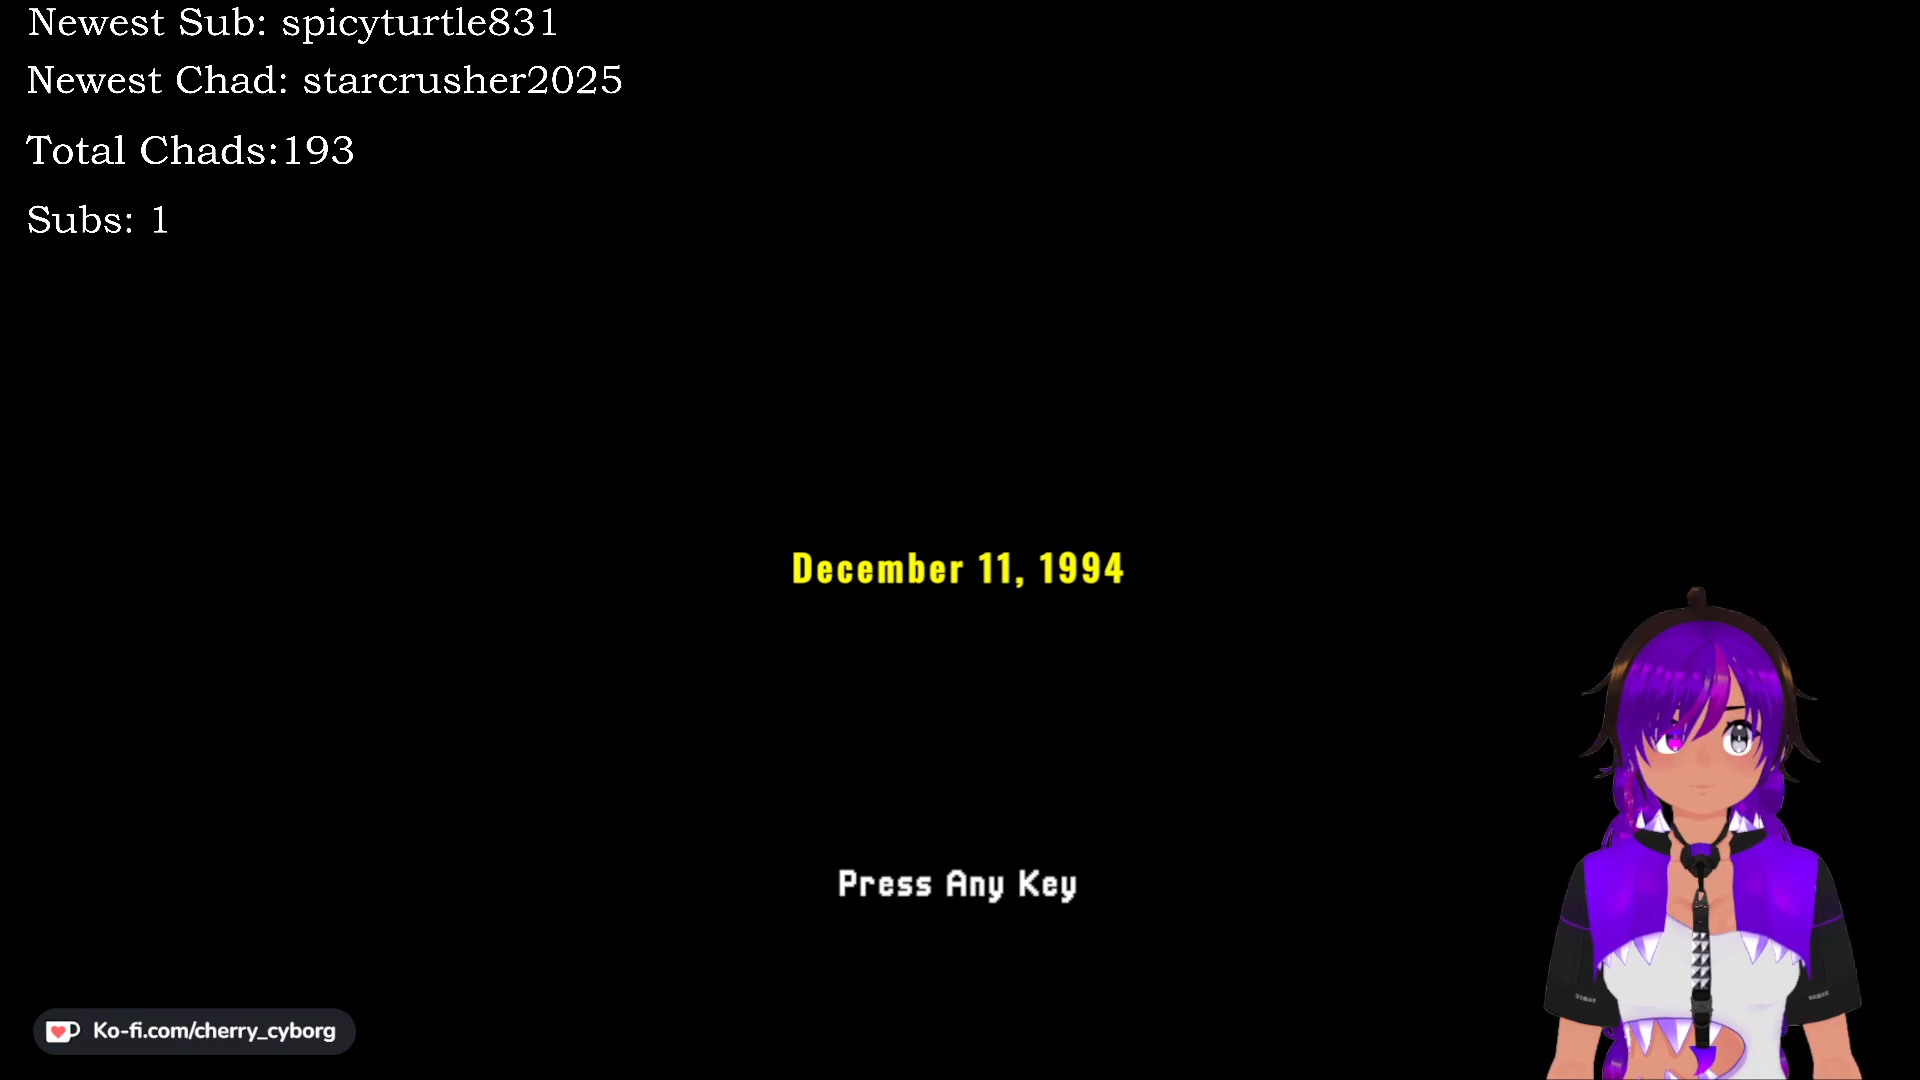 Newest Sub: spicyturtle831
Newest Chad: starcrusher2025
Total Chads:193
Subs: 1
December 11, 1994
Press Any Key
Ko-fi.com/cherry_cyborg